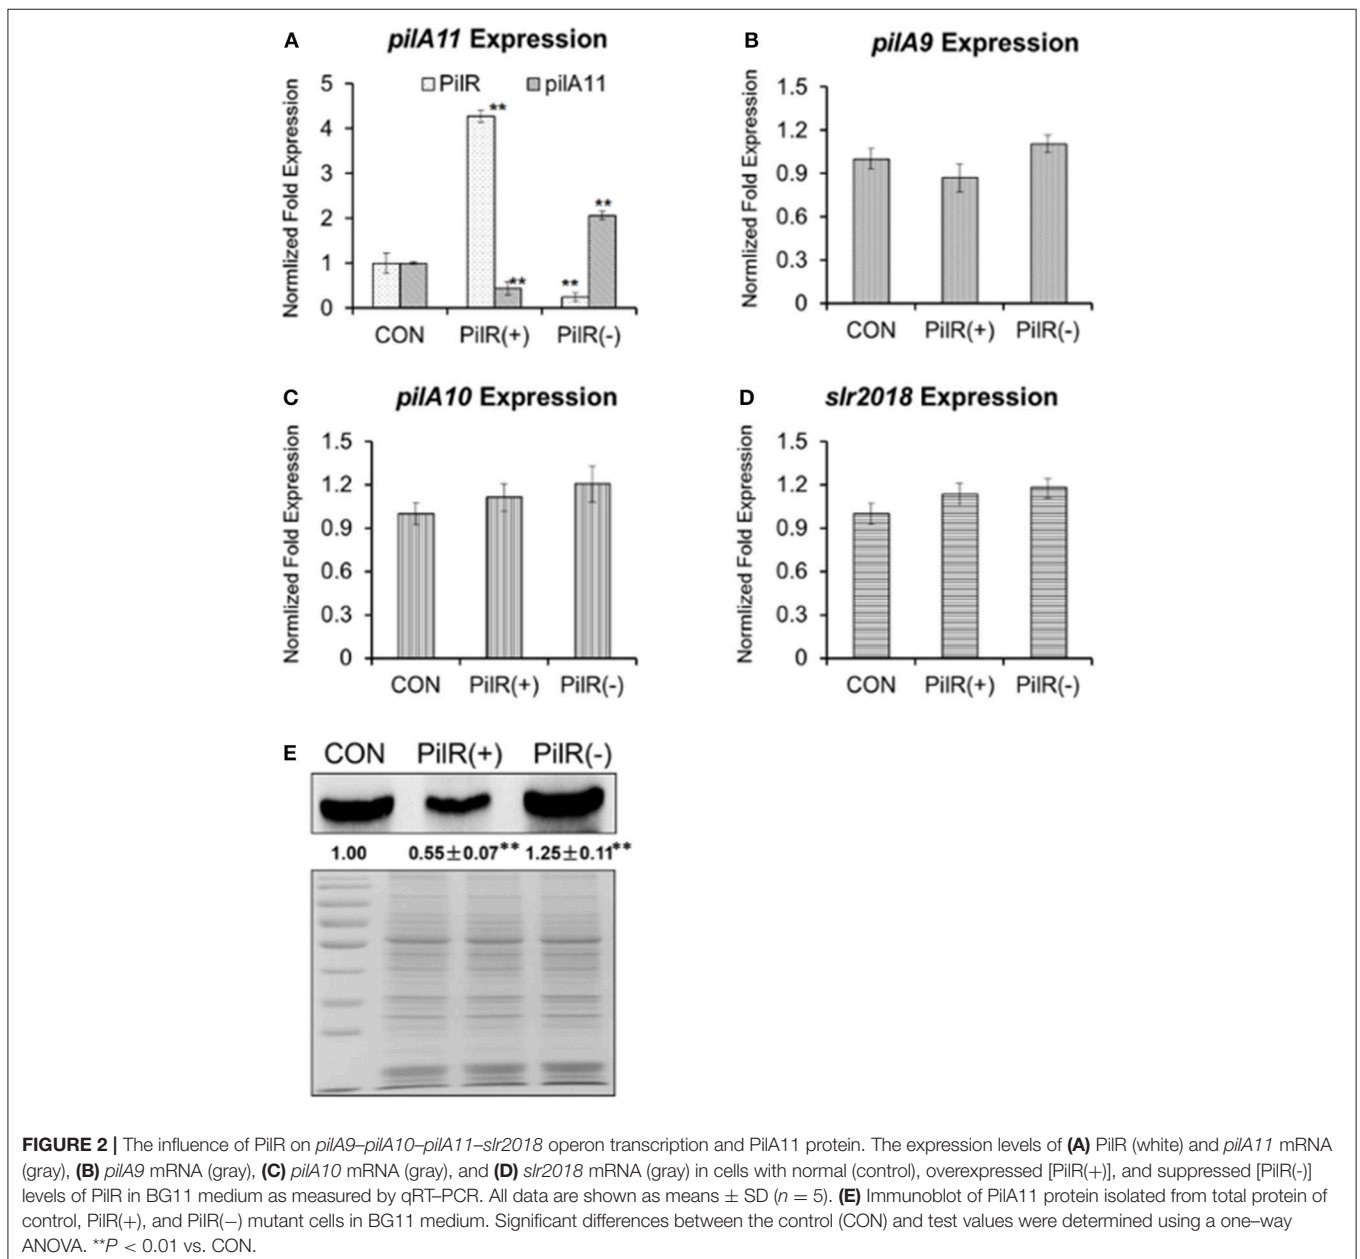 A
pilA11 Expression
PilR
pilA11
Normlized Fold Expression
5
4
3
2
1
0
**
**
**
**
CON
PilR(+)
PilR(-)
B
pilA9 Expression
Normlized Fold Expression
1.5
1.2
0.9
0.6
0.3
0
CON
PilR(+)
PilR(-)
C
pilA10 Expression
Normlized Fold Expression
1.5
1.2
0.9
0.6
0.3
0
CON
PilR(+)
PilR(-)
D
slr2018 Expression
Normlized Fold Expression
1.5
1.2
0.9
0.6
0.3
0
CON
PilR(+)
PilR(-)
E
CON PilR(+) PilR(-)
1.00 0.55±0.07** 1.25±0.11**
FIGURE 2 | The influence of PilR on pilA9–pilA10–pilA11–slr2018 operon transcription and PilA11 protein. The expression levels of (A) PilR (white) and pilA11 mRNA
(gray), (B) pilA9 mRNA (gray), (C) pilA10 mRNA (gray), and (D) slr2018 mRNA (gray) in cells with normal (control), overexpressed [PilR(+)], and suppressed [PilR(-)]
levels of PilR in BG11 medium as measured by qRT–PCR. All data are shown as means ± SD (n = 5). (E) Immunoblot of PilA11 protein isolated from total protein of
control, PilR(+), and PilR(−) mutant cells in BG11 medium. Significant differences between the control (CON) and test values were determined using a one–way
ANOVA. **P < 0.01 vs. CON.